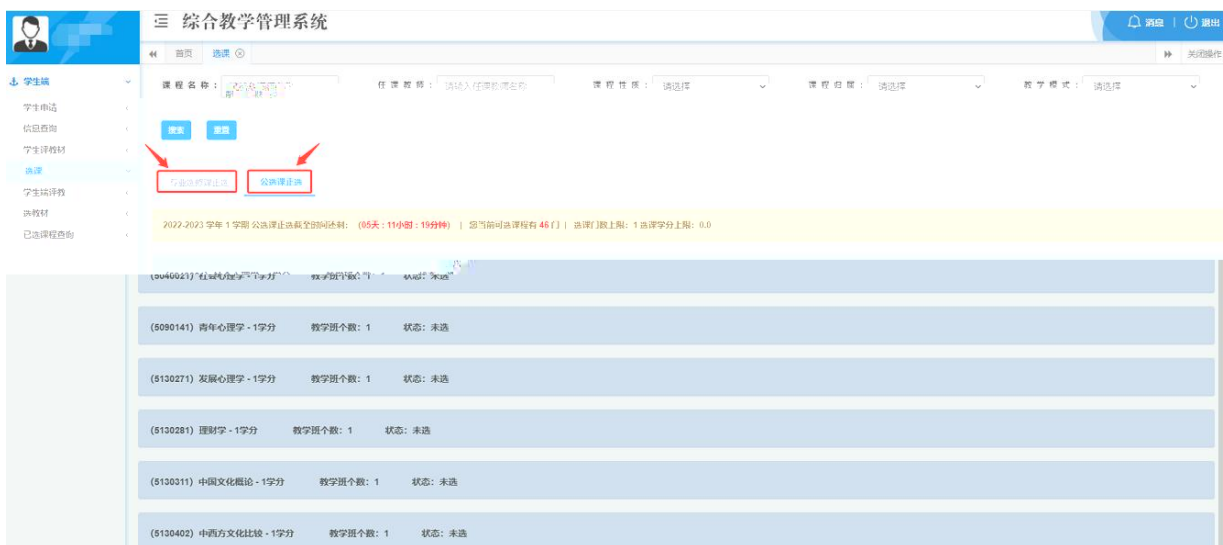 综合教学管理系统
消息 | 退出
首页 选课
关闭操作
学生端
学生申请
信息查询
学生评教材
选课
学生端评教
选教材
已选课程查询
课程名称：
任课教师： 请输入任课教师名称
课程性质： 请选择
课程归属： 请选择
教学模式： 请选择
搜索 重置
专业选修课正选 公选课正选
2022-2023 学年 1 学期 公选课正选截至时间还剩： (05天：11小时：19分钟) | 您当前可选课程有 46 门 | 选课门数上限：1 选课学分上限：0.0
(5090141) 青年心理学 - 1学分 教学班个数：1 状态：未选
(5130271) 发展心理学 - 1学分 教学班个数：1 状态：未选
(5130281) 理财学 - 1学分 教学班个数：1 状态：未选
(5130311) 中国文化概论 - 1学分 教学班个数：1 状态：未选
(5130402) 中西方文化比较 - 1学分 教学班个数：1 状态：未选